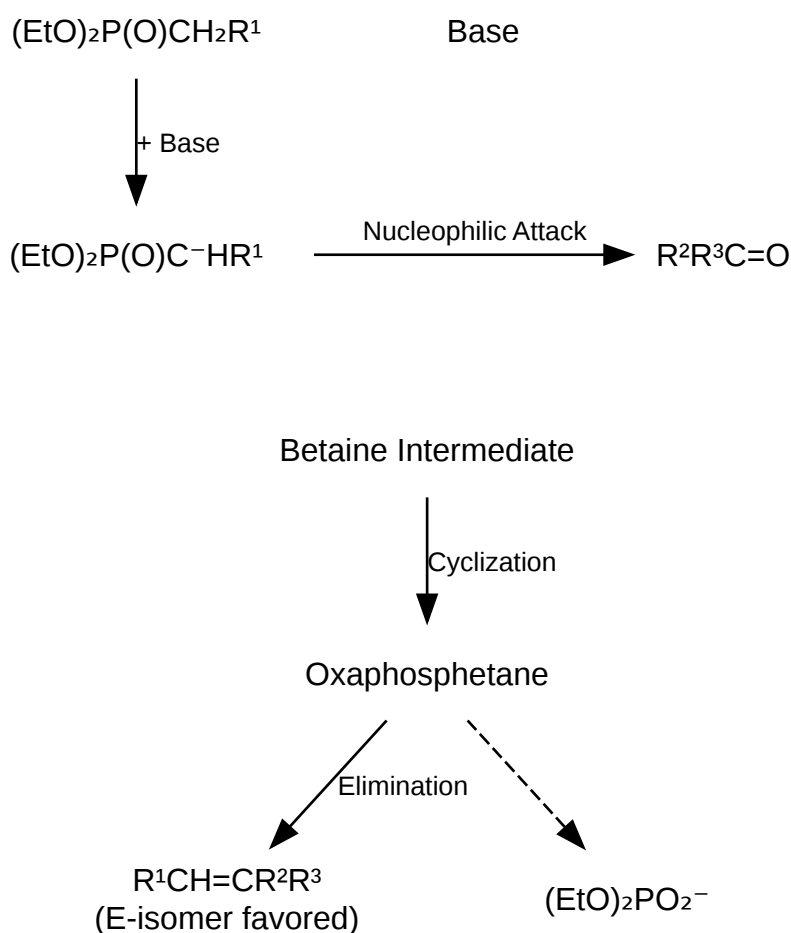 (EtO)₂P(O)CH₂R¹
Base
+ Base
(EtO)₂P(O)C⁻HR¹
Nucleophilic Attack
R²R³C=O
Betaine Intermediate
Cyclization
Oxaphosphetane
Elimination
R¹CH=CR²R³
(E-isomer favored)
(EtO)₂PO₂⁻